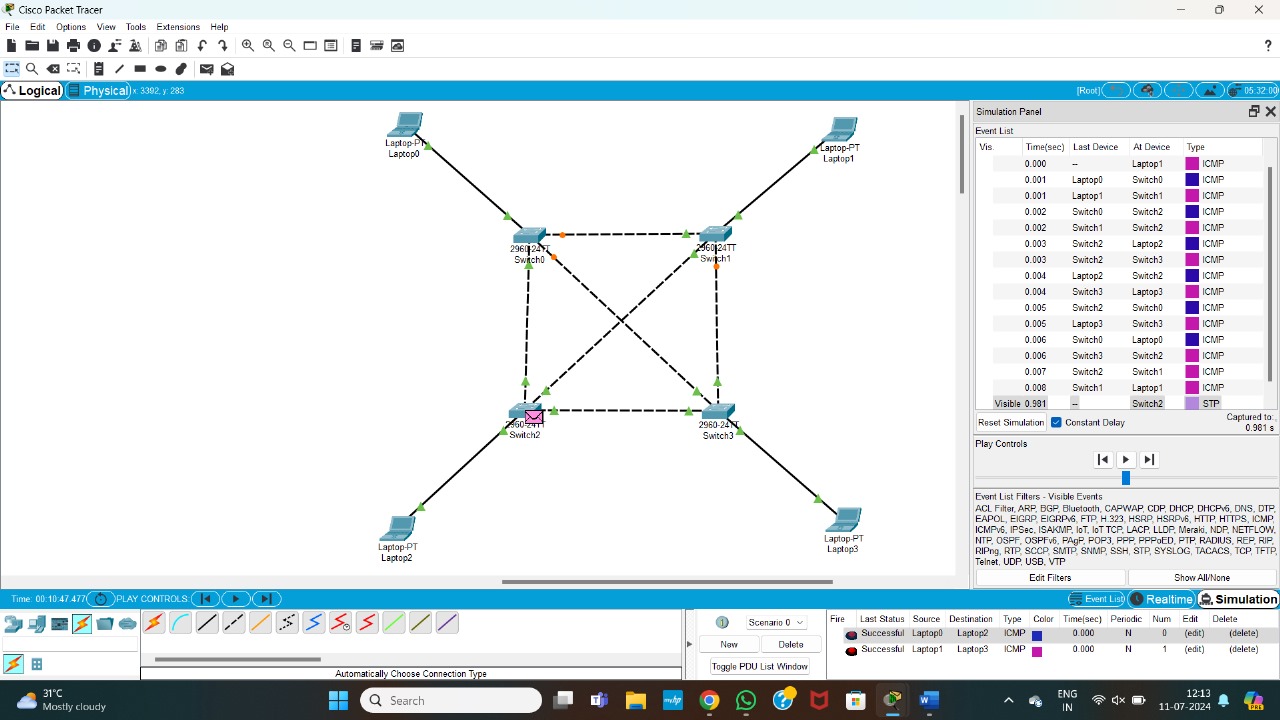 Cisco Packet Tracer
File Edit Options View Tools Extensions Help
?
Logical Physical x: 3392, y: 283 [Root] 05:32:00
Laptop-PT
Laptop0
Laptop-PT
Laptop1
2960-24TT
Switch0
2960-24TT
Switch1
2960-24TT
Switch2
2960-24TT
Switch3
Laptop-PT
Laptop2
Laptop-PT
Laptop3
Simulation Panel
Event List
Vis. Time(sec) Last Device At Device Type
0.000 -- Laptop1 ICMP
0.001 Laptop0 Switch0 ICMP
0.001 Laptop1 Switch1 ICMP
0.002 Switch0 Switch2 ICMP
0.002 Switch1 Switch2 ICMP
0.003 Switch2 Laptop2 ICMP
0.003 Switch2 Switch3 ICMP
0.004 Laptop2 Switch2 ICMP
0.004 Switch3 Laptop3 ICMP
0.005 Switch2 Switch0 ICMP
0.005 Laptop3 Switch3 ICMP
0.006 Switch0 Laptop0 ICMP
0.006 Switch3 Switch2 ICMP
0.007 Switch2 Switch1 ICMP
0.008 Switch1 Laptop1 ICMP
Visible 0.981 -- Switch2 STP
Reset Simulation Constant Delay Captured to:
0.981 s
Play Controls
Event List Filters - Visible Events
ACL Filter, ARP, BGP, Bluetooth, CAPWAP, CDP, DHCP, DHCPv6, DNS, DTP,
EAPOL, EIGRP, EIGRPv6, FTP, H.323, HSRP, HSRPv6, HTTP, HTTPS, ICMP,
ICMPv6, IPSec, ISAKMP, IoT, IoT TCP, LACP, LLDP, Meraki, NDP, NETFLOW,
NTP, OSPF, OSPFv6, PAgP, POP3, PPP, PPPoED, PTP, RADIUS, REP, RIP,
RIPng, RTP, SCCP, SMTP, SNMP, SSH, STP, SYSLOG, TACACS, TCP, TFTP,
Telnet, UDP, USB, VTP
Edit Filters Show All/None
Time: 00:10:47.477 PLAY CONTROLS: Event List Realtime Simulation
Automatically Choose Connection Type
Scenario 0
New Delete
Toggle PDU List Window
Fire Last Status Source Destination Type Color Time(sec) Periodic Num Edit Delete
Successful Laptop0 Laptop2 ICMP 0.000 N 0 (edit) (delete)
Successful Laptop1 Laptop3 ICMP 0.000 N 1 (edit) (delete)
31°C
Mostly cloudy
Search
hp
ENG
IN
12:13
11-07-2024